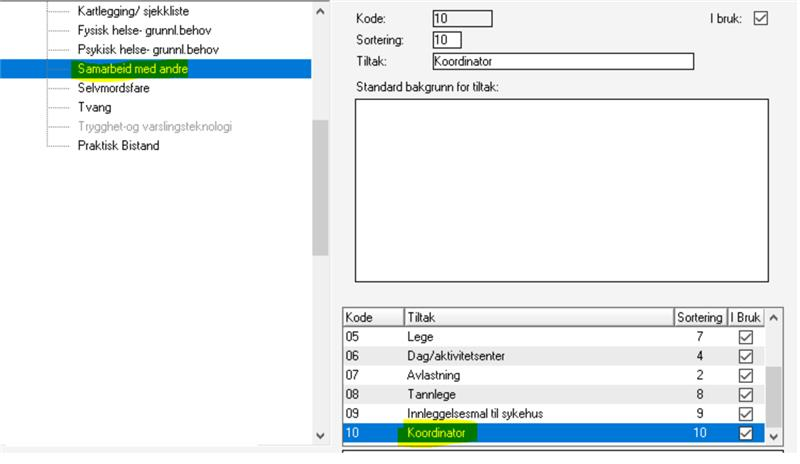 Kartlegging/ sjekkliste
Fysisk helse- grunnl.behov
Psykisk helse- grunnl.behov
Samarbeid med andre
Selvmordsfare
Tvang
Trygghet-og varslingsteknologi
Praktisk Bistand
Kode: 10 I bruk:
Sortering: 10
Tiltak: Koordinator
Standard bakgrunn for tiltak:
Kode Tiltak Sortering I Bruk
05 Lege 7
06 Dag/aktivitetsenter 4
07 Avlastning 2
08 Tannlege 8
09 Innleggelsesmal til sykehus 9
10 Koordinator 10